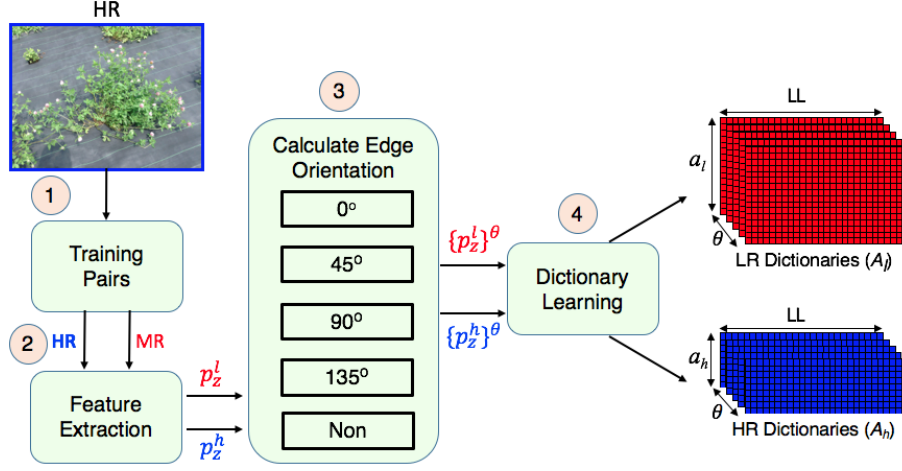 HR
1
Training
Pairs
2
HR
MR
Feature
Extraction
p_z^l
p_z^h
3
Calculate Edge
Orientation
0°
45°
90°
135°
Non
{p_z^l}^θ
{p_z^h}^θ
4
Dictionary
Learning
LL
a_l
θ
LR Dictionaries (A_l)
LL
a_h
θ
HR Dictionaries (A_h)